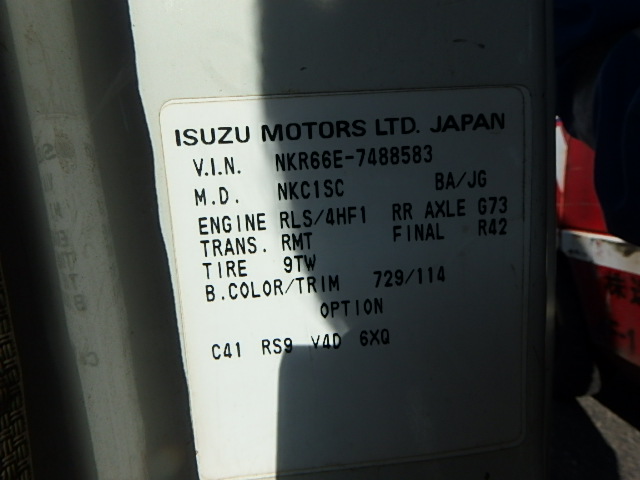 ISUZU MOTORS LTD. JAPAN
V.I.N. NKR66E-7488583
M.D. NKC1SC BA/JG
ENGINE RLS/4HF1 RR AXLE G73
TRANS. RMT FINAL R42
TIRE 9TW
B.COLOR/TRIM 729/114
OPTION
C41 RS9 V4D 6XQ